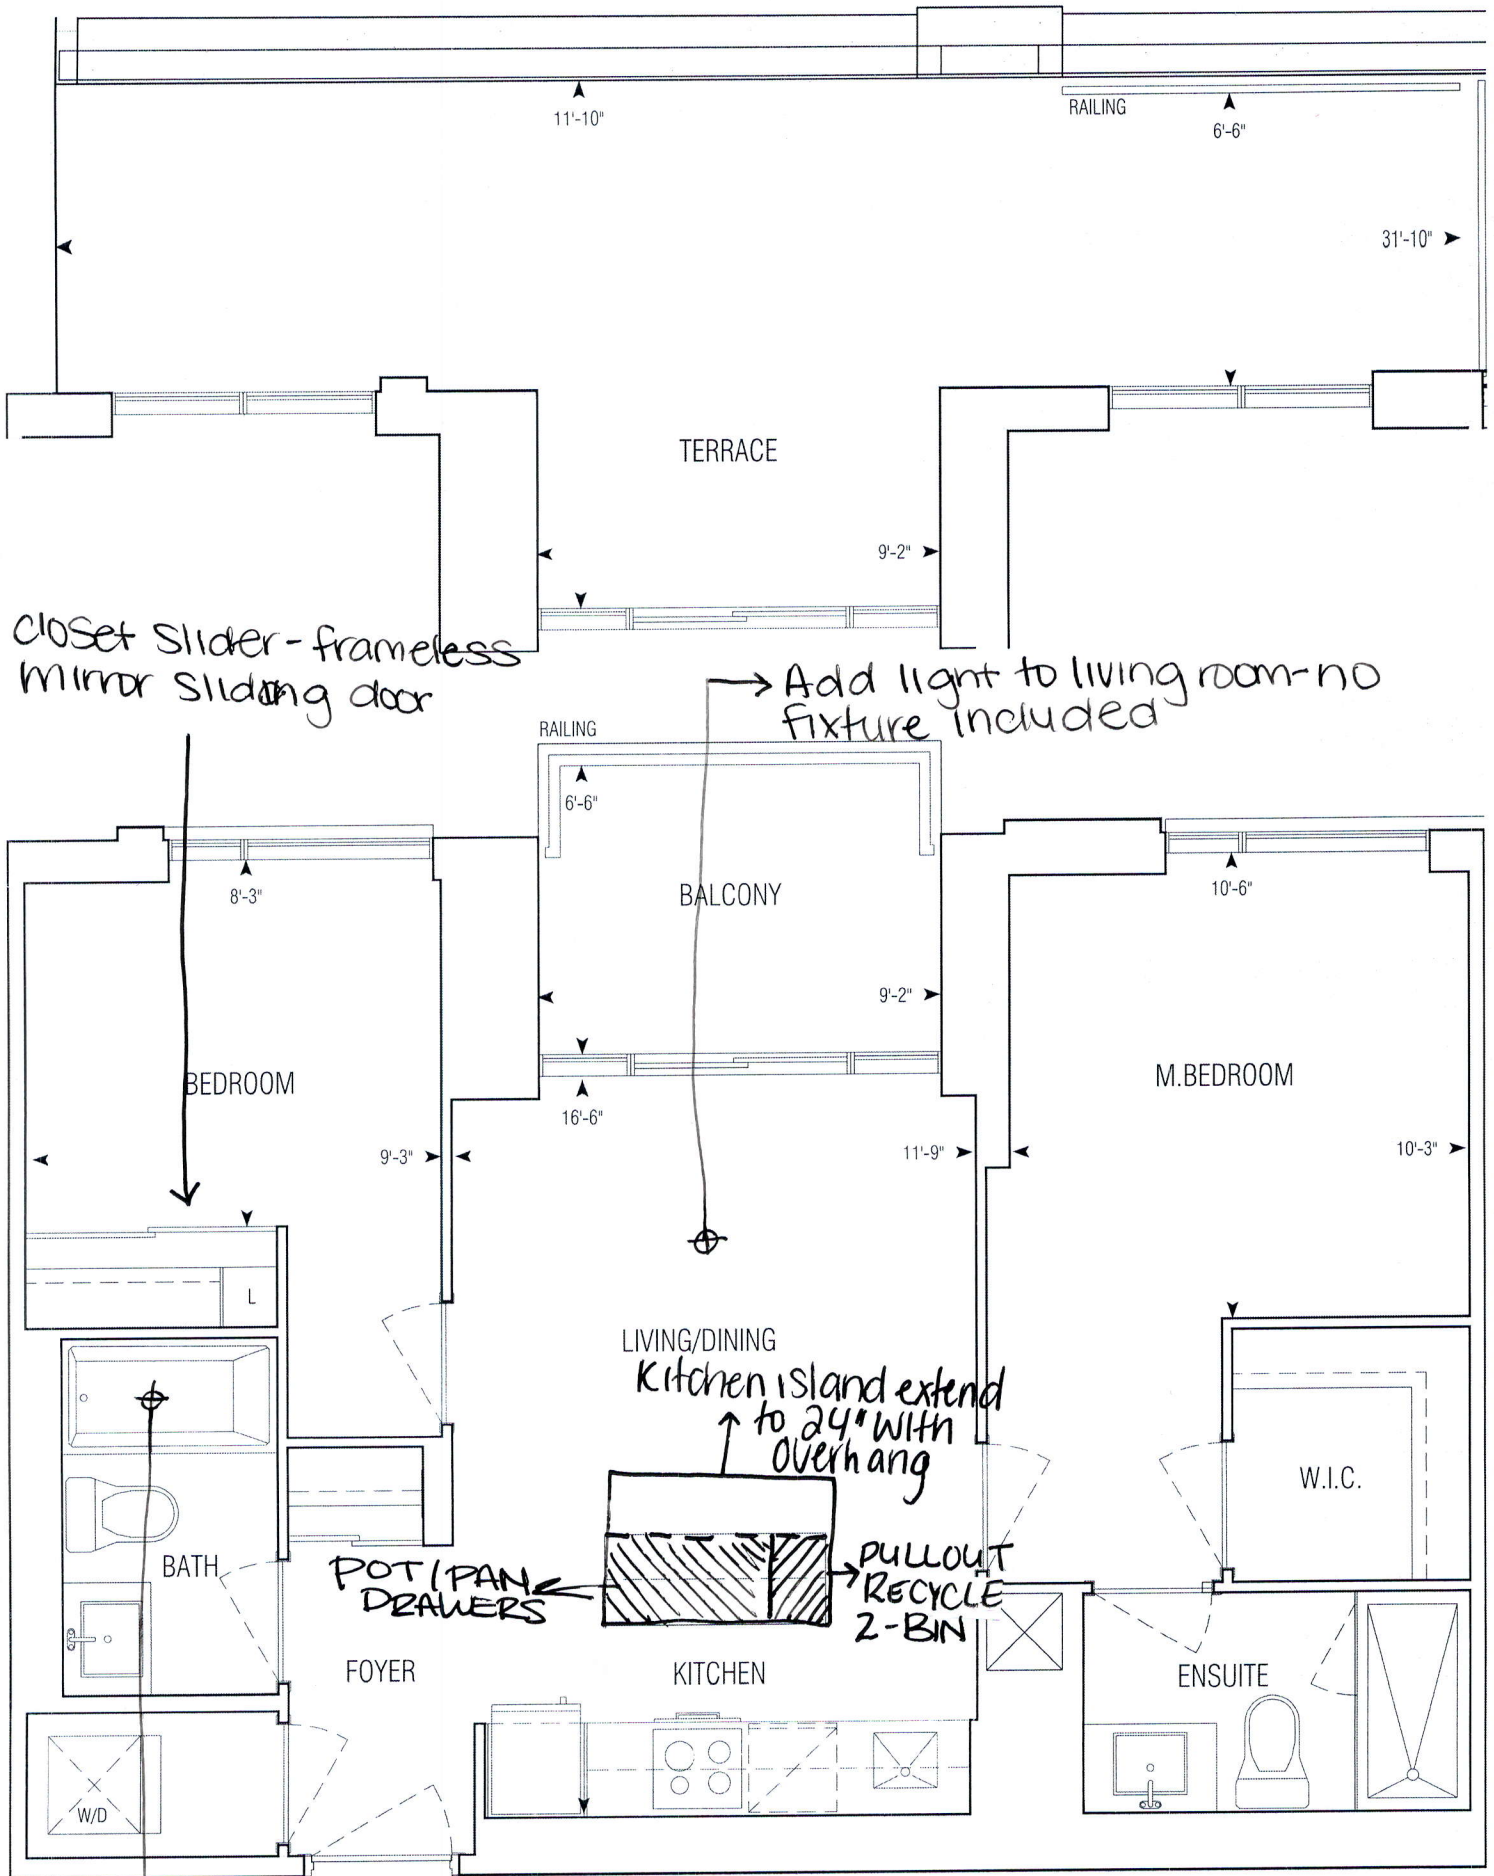 11'-10"
RAILING
6'-6"
31'-10"
TERRACE
9'-2"
Closet Slider-frameless
mirror sliding door
Add light to living room-no
fixture included
RAILING
6'-6"
8'-3"
BALCONY
10'-6"
9'-2"
BEDROOM
M.BEDROOM
16'-6"
9'-3"
11'-9"
10'-3"
L
LIVING/DINING
Kitchen island extend
to 24" with
overhang
W.I.C.
BATH
POT/PAN
DRAWERS
PULLOUT
RECYCLE
2-BIN
FOYER
KITCHEN
ENSUITE
W/D